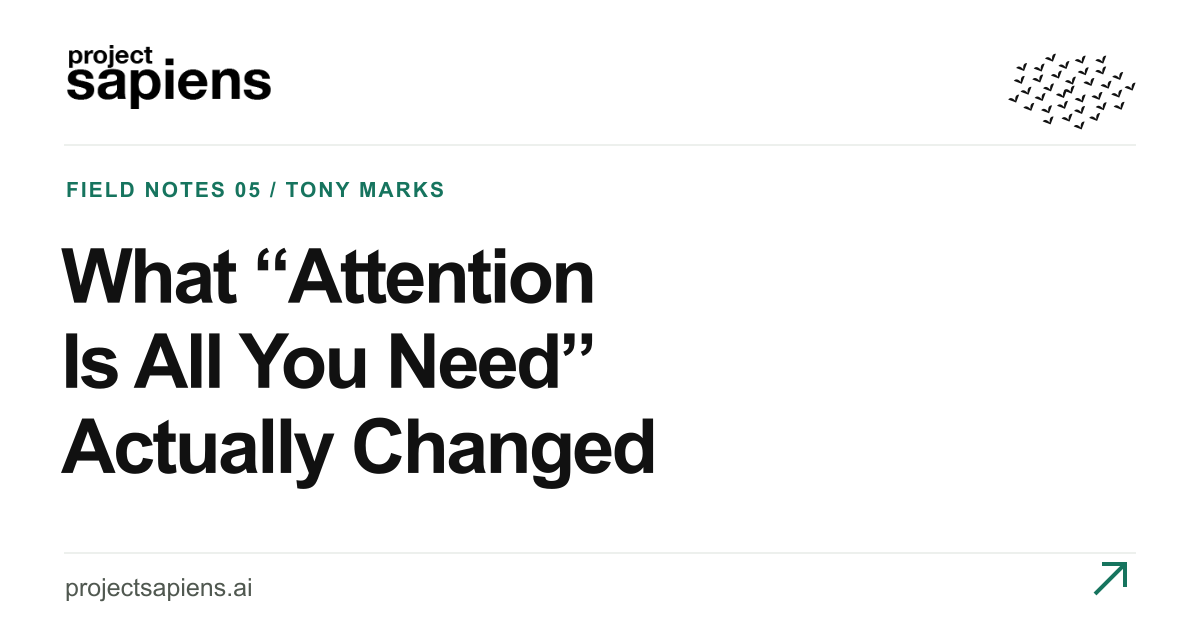 project
sapiens
FIELD NOTES 05 / TONY MARKS
What “Attention
Is All You Need”
Actually Changed
projectsapiens.ai